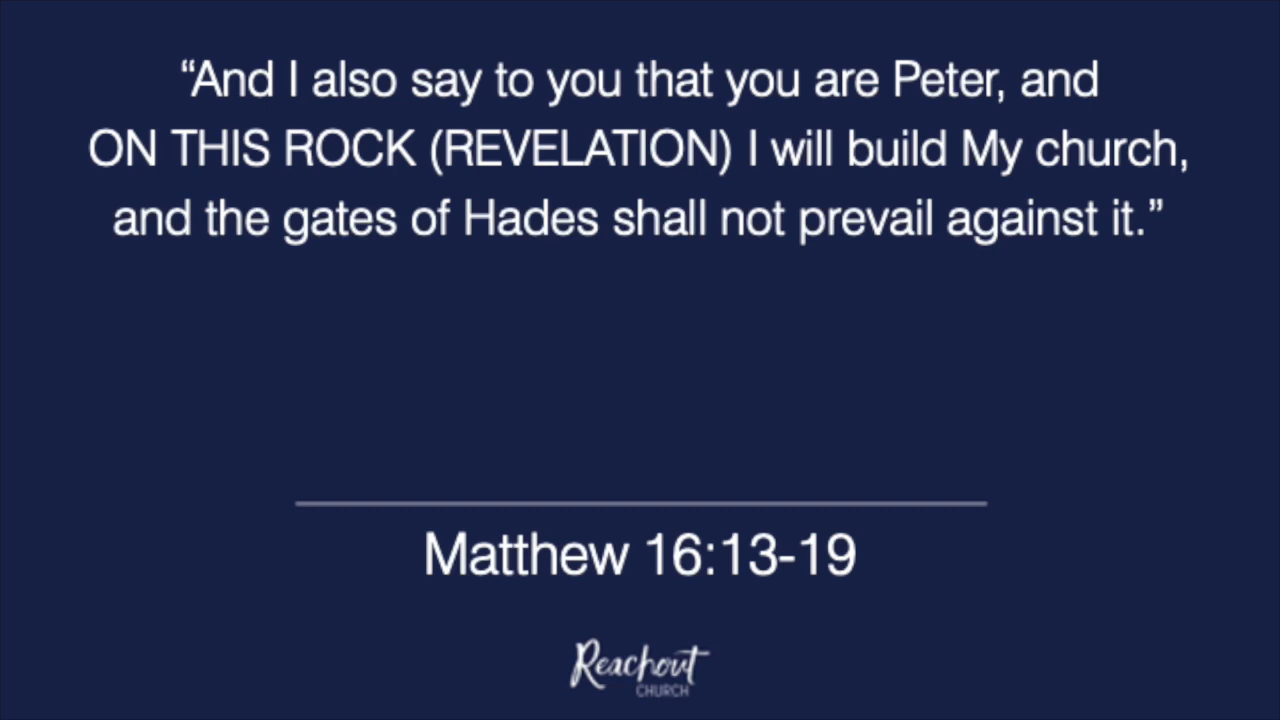 “And I also say to you that you are Peter, and
ON THIS ROCK (REVELATION) I will build My church,
and the gates of Hades shall not prevail against it.”
Matthew 16:13-19
Reachout
CHURCH